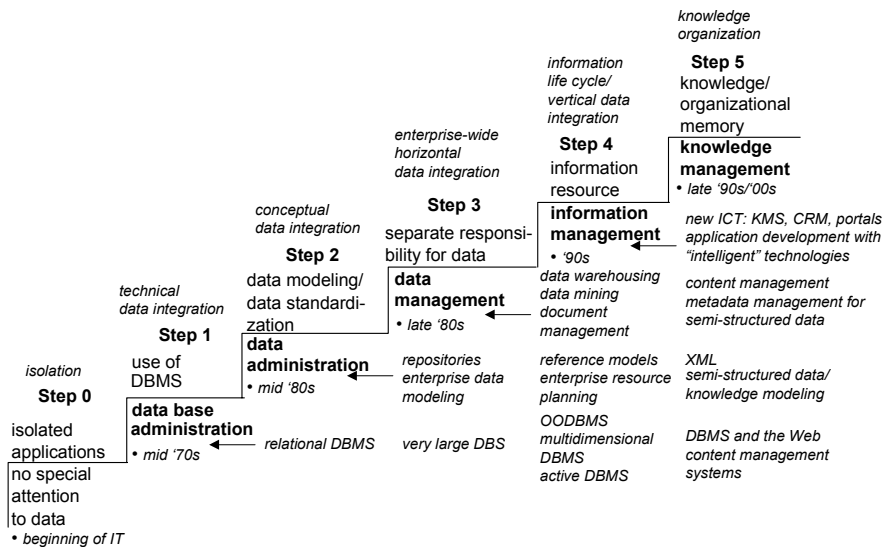 isolation
Step 0
isolated
applications
no special
attention
to data
• beginning of IT
technical
data integration
Step 1
use of
DBMS
data base
administration
• mid ‘70s
relational DBMS
very large DBS
OODBMS
multidimensional
DBMS
active DBMS
DBMS and the Web
content management
systems
conceptual
data integration
Step 2
data modeling/
data standardi-
zation
data
administration
• mid ‘80s
repositories
enterprise data
modeling
reference models
enterprise resource
planning
XML
semi-structured data/
knowledge modeling
enterprise-wide
horizontal
data integration
Step 3
separate responsi-
bility for data
data
management
• late ‘80s
data warehousing
data mining
document
management
content management
metadata management for
semi-structured data
information
life cycle/
vertical data
integration
Step 4
information
resource
information
management
• ‘90s
new ICT: KMS, CRM, portals
application development with
“intelligent” technologies
knowledge
organization
Step 5
knowledge/
organizational
memory
knowledge
management
• late ‘90s/‘00s